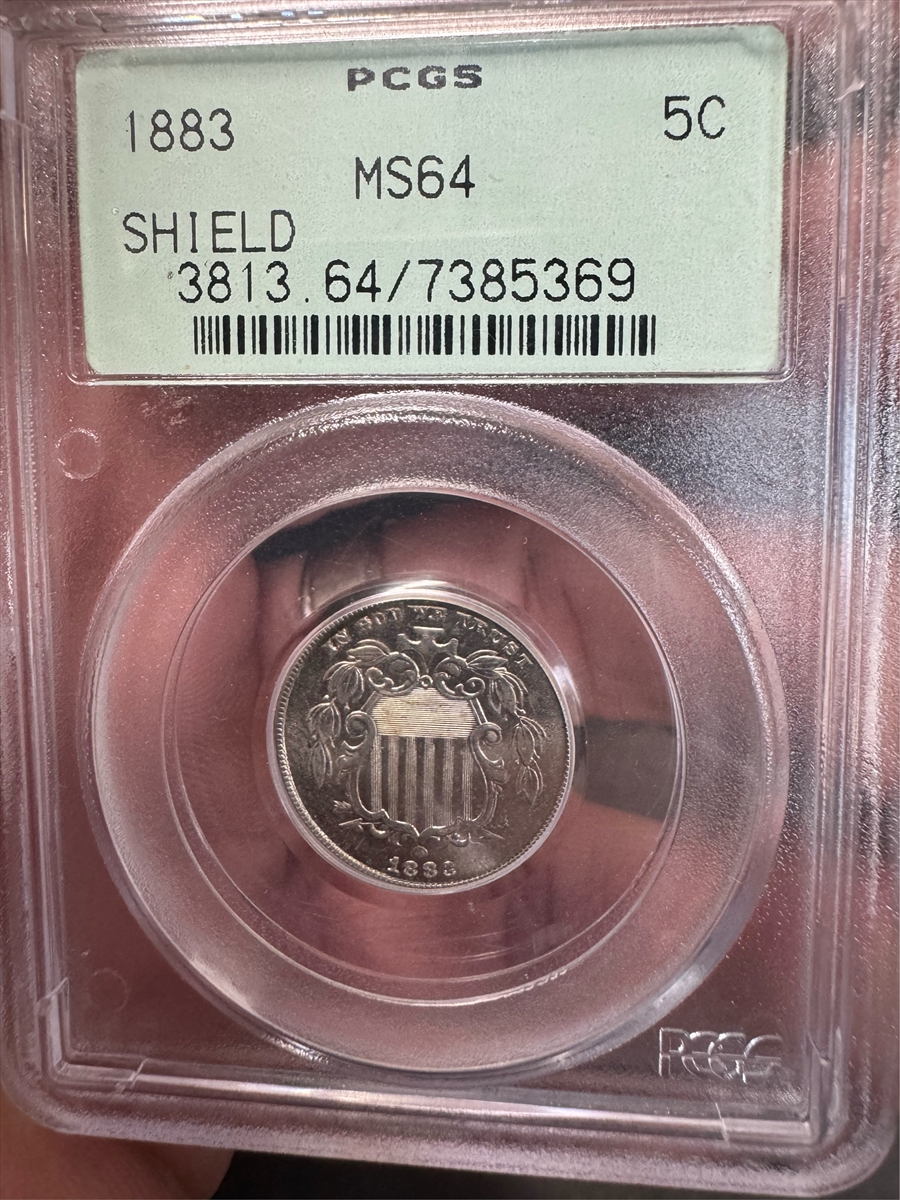 PCGS
1883 5C
MS64
SHIELD
3813.64/7385369
IN GOD WE TRUST
1883
PCGS